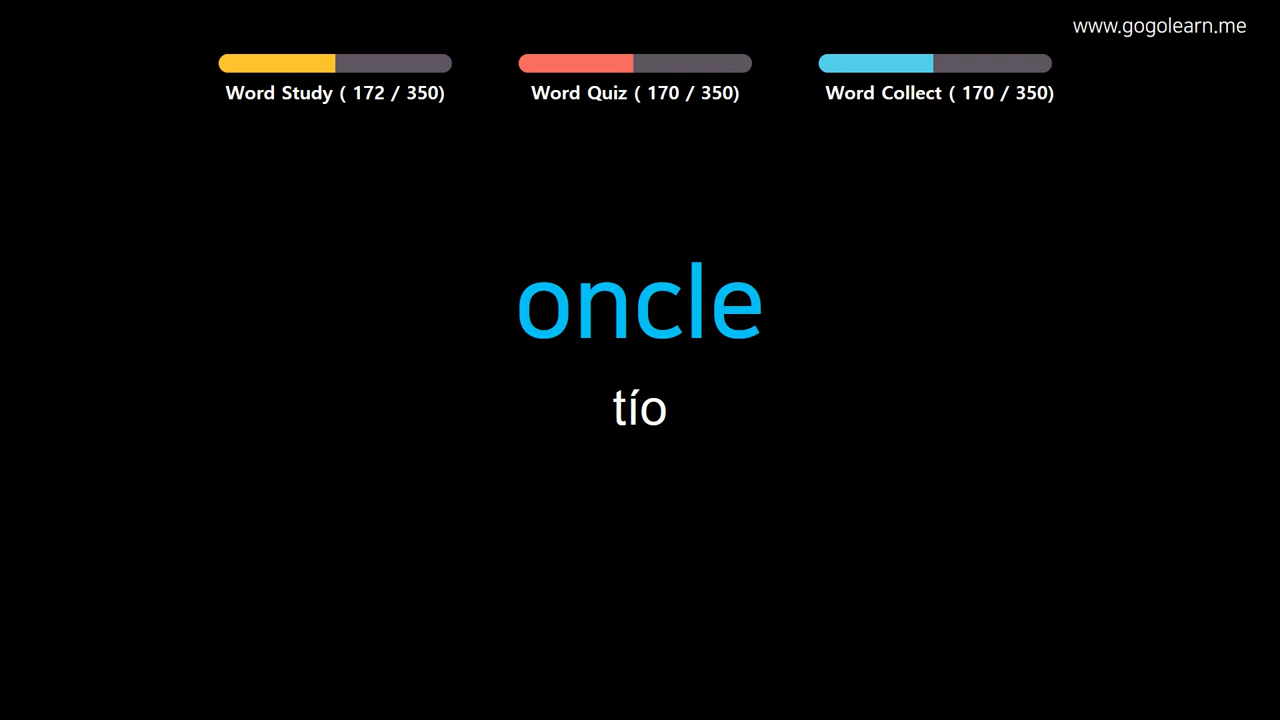 www.gogolearn.me
Word Study ( 172 / 350)
Word Quiz ( 170 / 350)
Word Collect ( 170 / 350)
oncle
tío